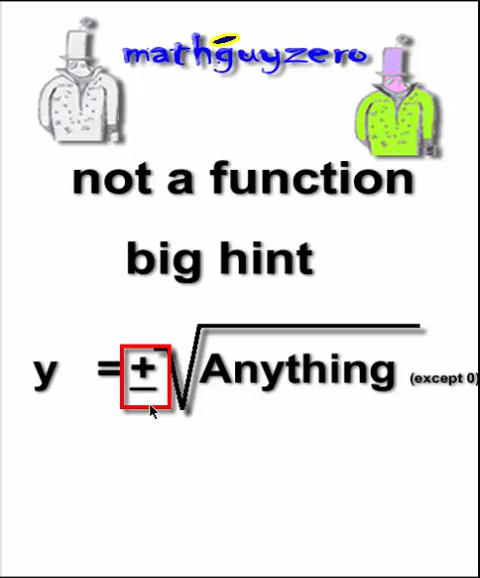 mathguyzero
not a function
big hint
y = ± √Anything (except 0)